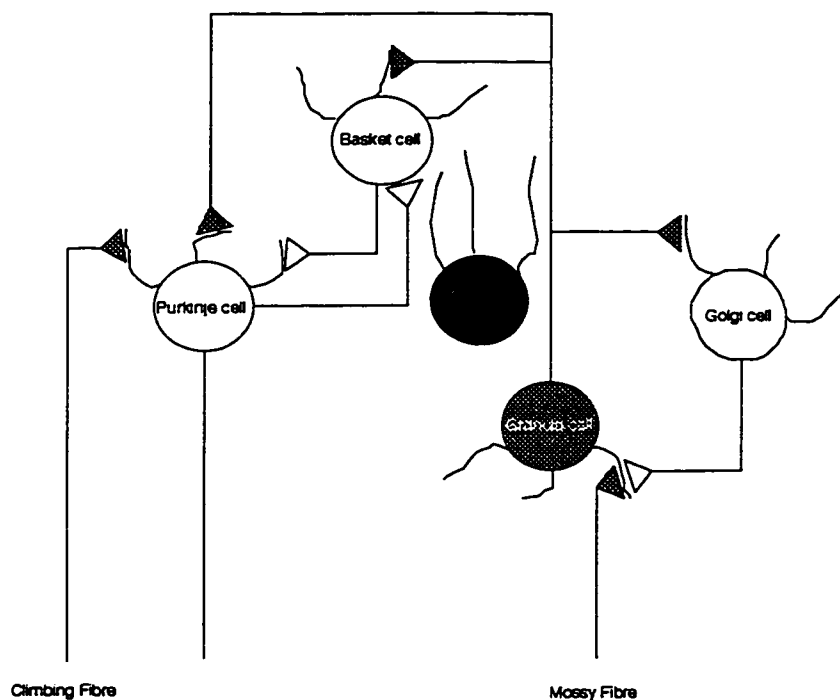 Basket cell
Purkinje cell
Golgi cell
Granule cell
Climbing Fibre
Mossy Fibre